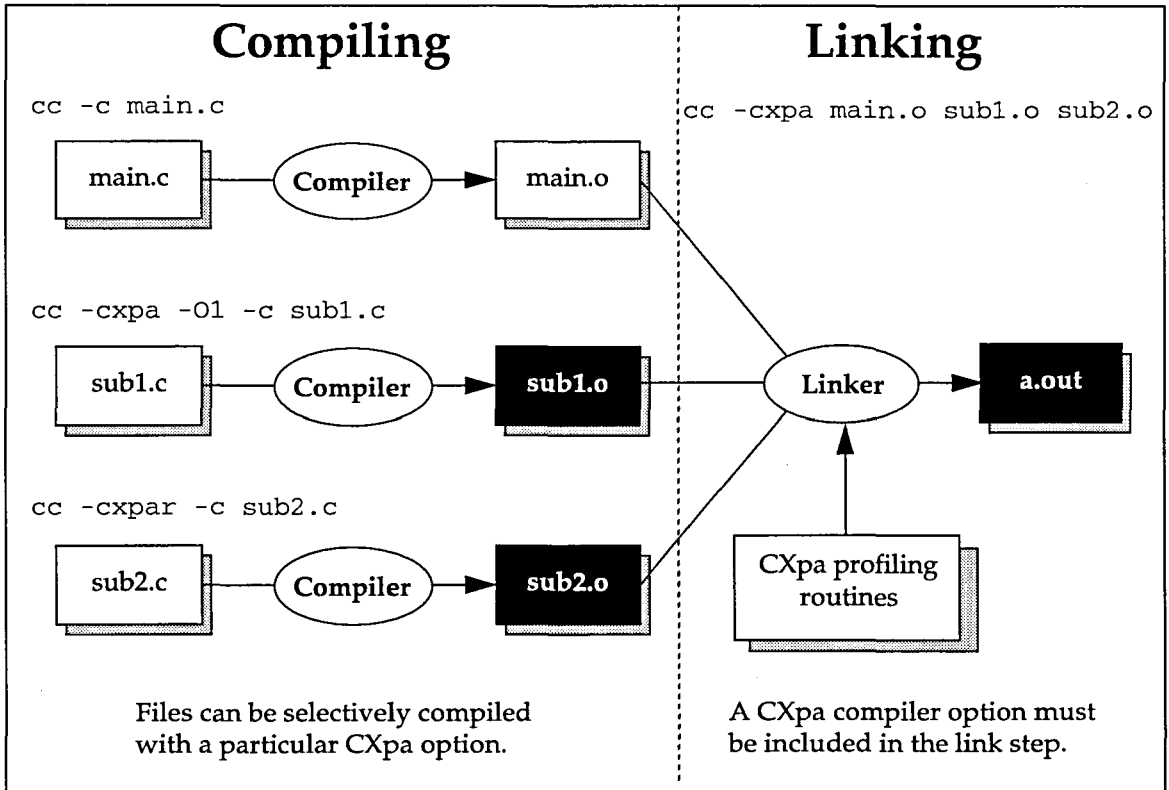 Compiling
Linking
cc -c main.c
cc -cxpa main.o sub1.o sub2.o
main.c
Compiler
main.o
cc -cxpa -O1 -c sub1.c
sub1.c
Compiler
sub1.o
Linker
a.out
cc -cxpar -c sub2.c
sub2.c
Compiler
sub2.o
CXpa profiling
routines
Files can be selectively compiled
with a particular CXpa option.
A CXpa compiler option must
be included in the link step.